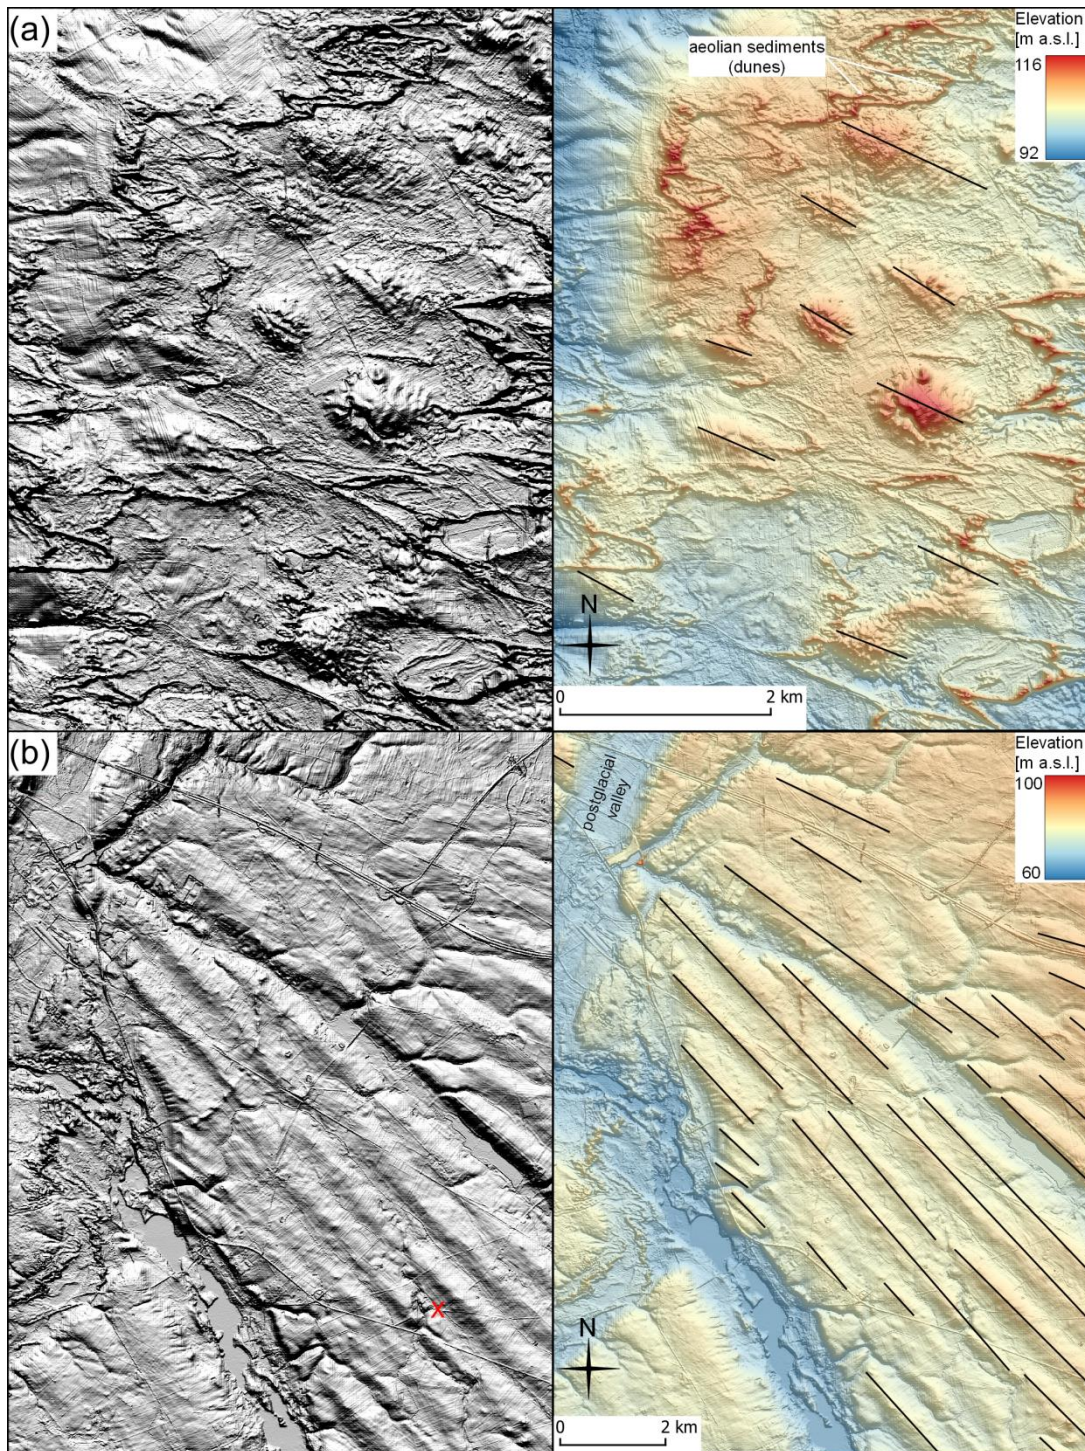 (a)
aeolian sediments
(dunes)
Elevation
[m a.s.l.]
116
92
N
0 2 km
(b)
postglacial
valley
Elevation
[m a.s.l.]
100
60
x
N
0 2 km